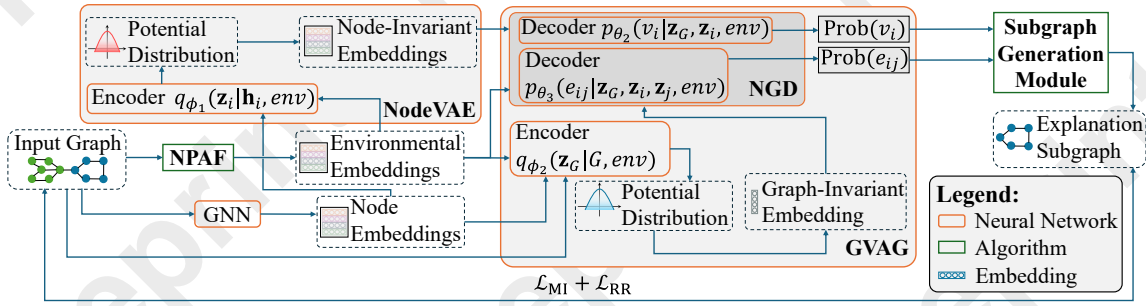 Potential
Distribution
Node-Invariant
Embeddings
Encoder $q_{\phi_1}(\mathbf{z}_i|\mathbf{h}_i, env)$
NodeVAE
Decoder $p_{\theta_2}(v_i|\mathbf{z}_G, \mathbf{z}_i, env)$
Decoder
$p_{\theta_3}(e_{ij}|\mathbf{z}_G, \mathbf{z}_i, \mathbf{z}_j, env)$
NGD
Prob$(v_i)$
Prob$(e_{ij})$
Subgraph
Generation
Module
Input Graph
NPAF
Environmental
Embeddings
GNN
Node
Embeddings
Encoder
$q_{\phi_2}(\mathbf{z}_G|G, env)$
Potential
Distribution
Graph-Invariant
Embedding
GVAG
Explanation
Subgraph
Legend:
Neural Network
Algorithm
Embedding
$\mathcal{L}_{\mathrm{MI}} + \mathcal{L}_{\mathrm{RR}}$